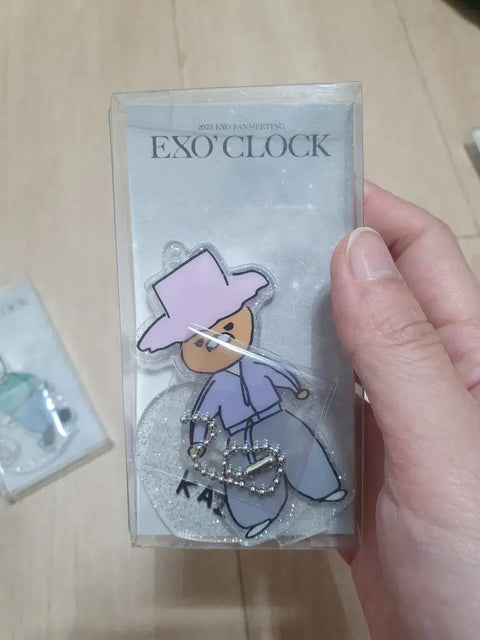 2023 EXO FANMEETING
EXO' CLOCK
KAI